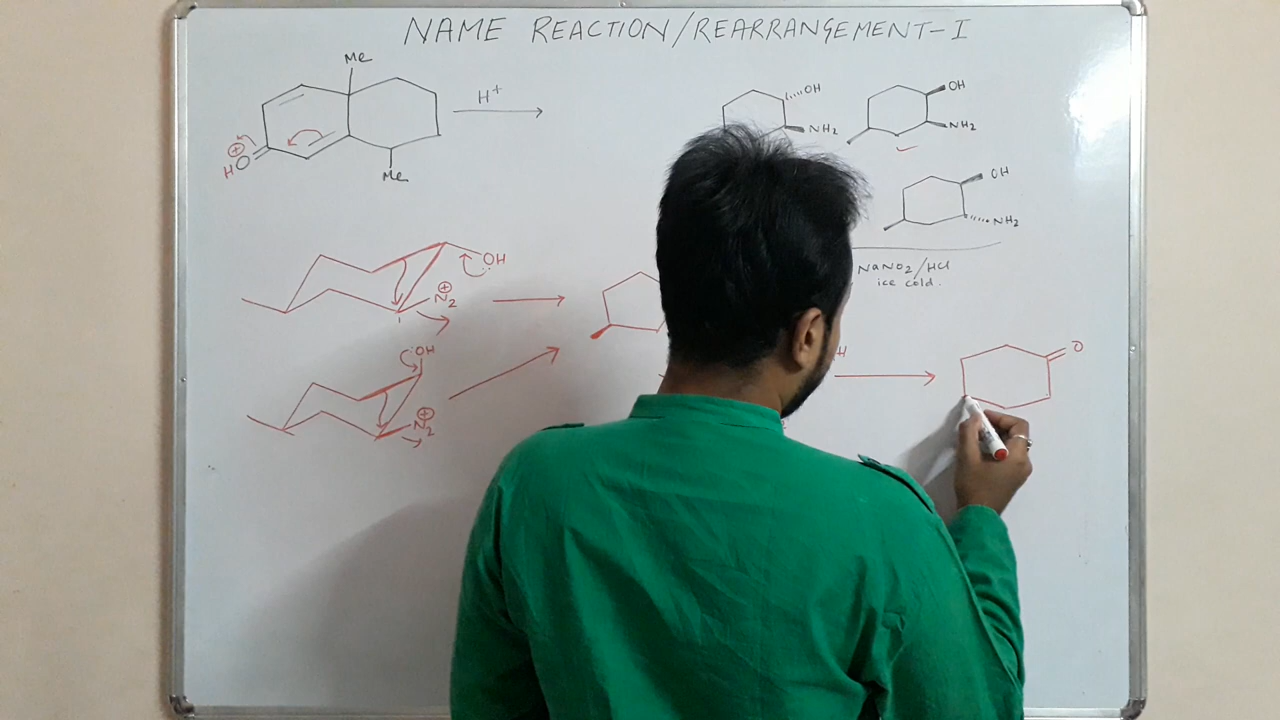 NAME REACTION/REARRANGEMENT-I
Me
H+
Me
⊕
HO
OH
NH2
OH
NH2
OH
NH2
NaNO2/HCl
ice cold.
OH
⊕
N2
OH
⊕
N2
H
O